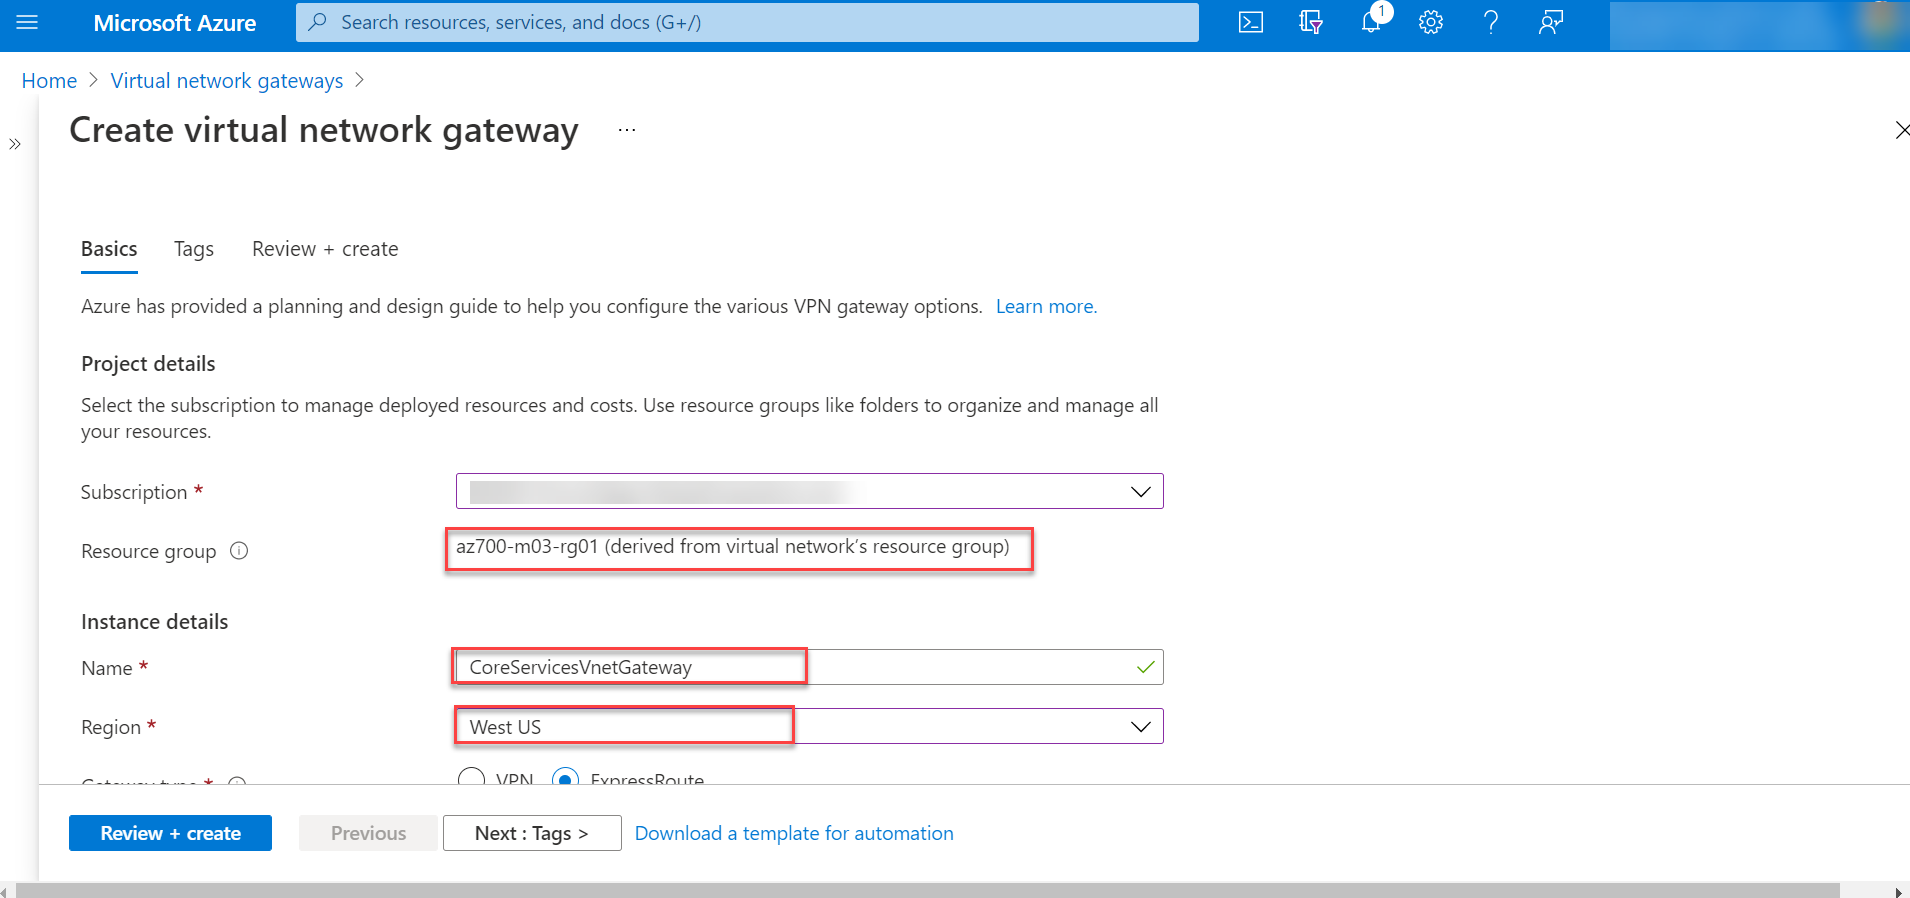 Microsoft Azure
Search resources, services, and docs (G+/)
1
Home > Virtual network gateways >
Create virtual network gateway ...
Basics Tags Review + create
Azure has provided a planning and design guide to help you configure the various VPN gateway options. Learn more.
Project details
Select the subscription to manage deployed resources and costs. Use resource groups like folders to organize and manage all
your resources.
Subscription *
Resource group
az700-m03-rg01 (derived from virtual network's resource group)
Instance details
Name *
CoreServicesVnetGateway
Region *
West US
Gateway type *
VPN ExpressRoute
Review + create Previous Next : Tags > Download a template for automation